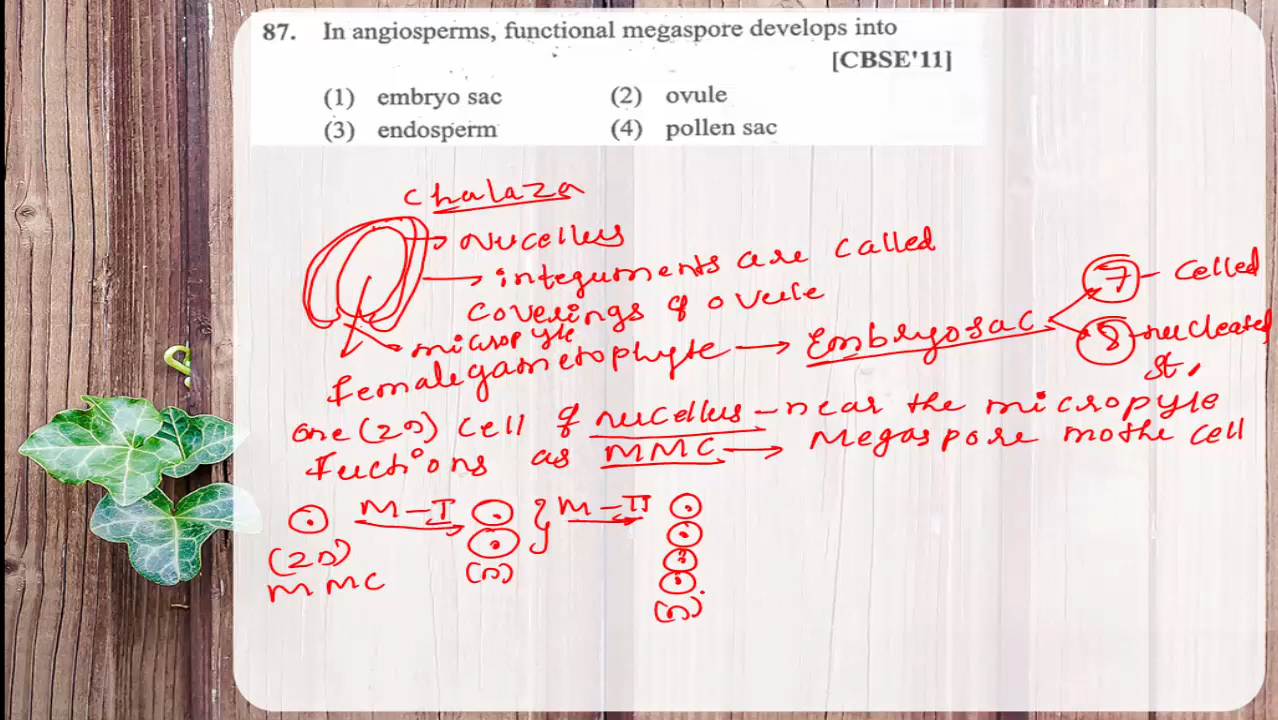 87. In angiosperms, functional megaspore develops into
[CBSE'11]
(1) embryo sac (2) ovule
(3) endosperm (4) pollen sac
Chalaza
Nucellus
integuments are called
coverings of ovule
micropyle
Female gametophyte → Embryosac
7 - Celled
8 - nucleated
st.
one (2n) cell of nucellus - near the micropyle
fuctions as MMC → Megaspore mothe cell
M-I M-II
(2n) (n) (n)
MMC